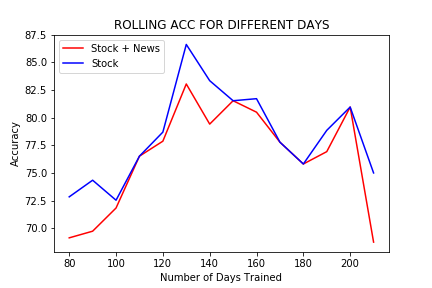 ROLLING ACC FOR DIFFERENT DAYS
Stock + News
Stock
Accuracy
87.5
85.0
82.5
80.0
77.5
75.0
72.5
70.0
80 100 120 140 160 180 200
Number of Days Trained